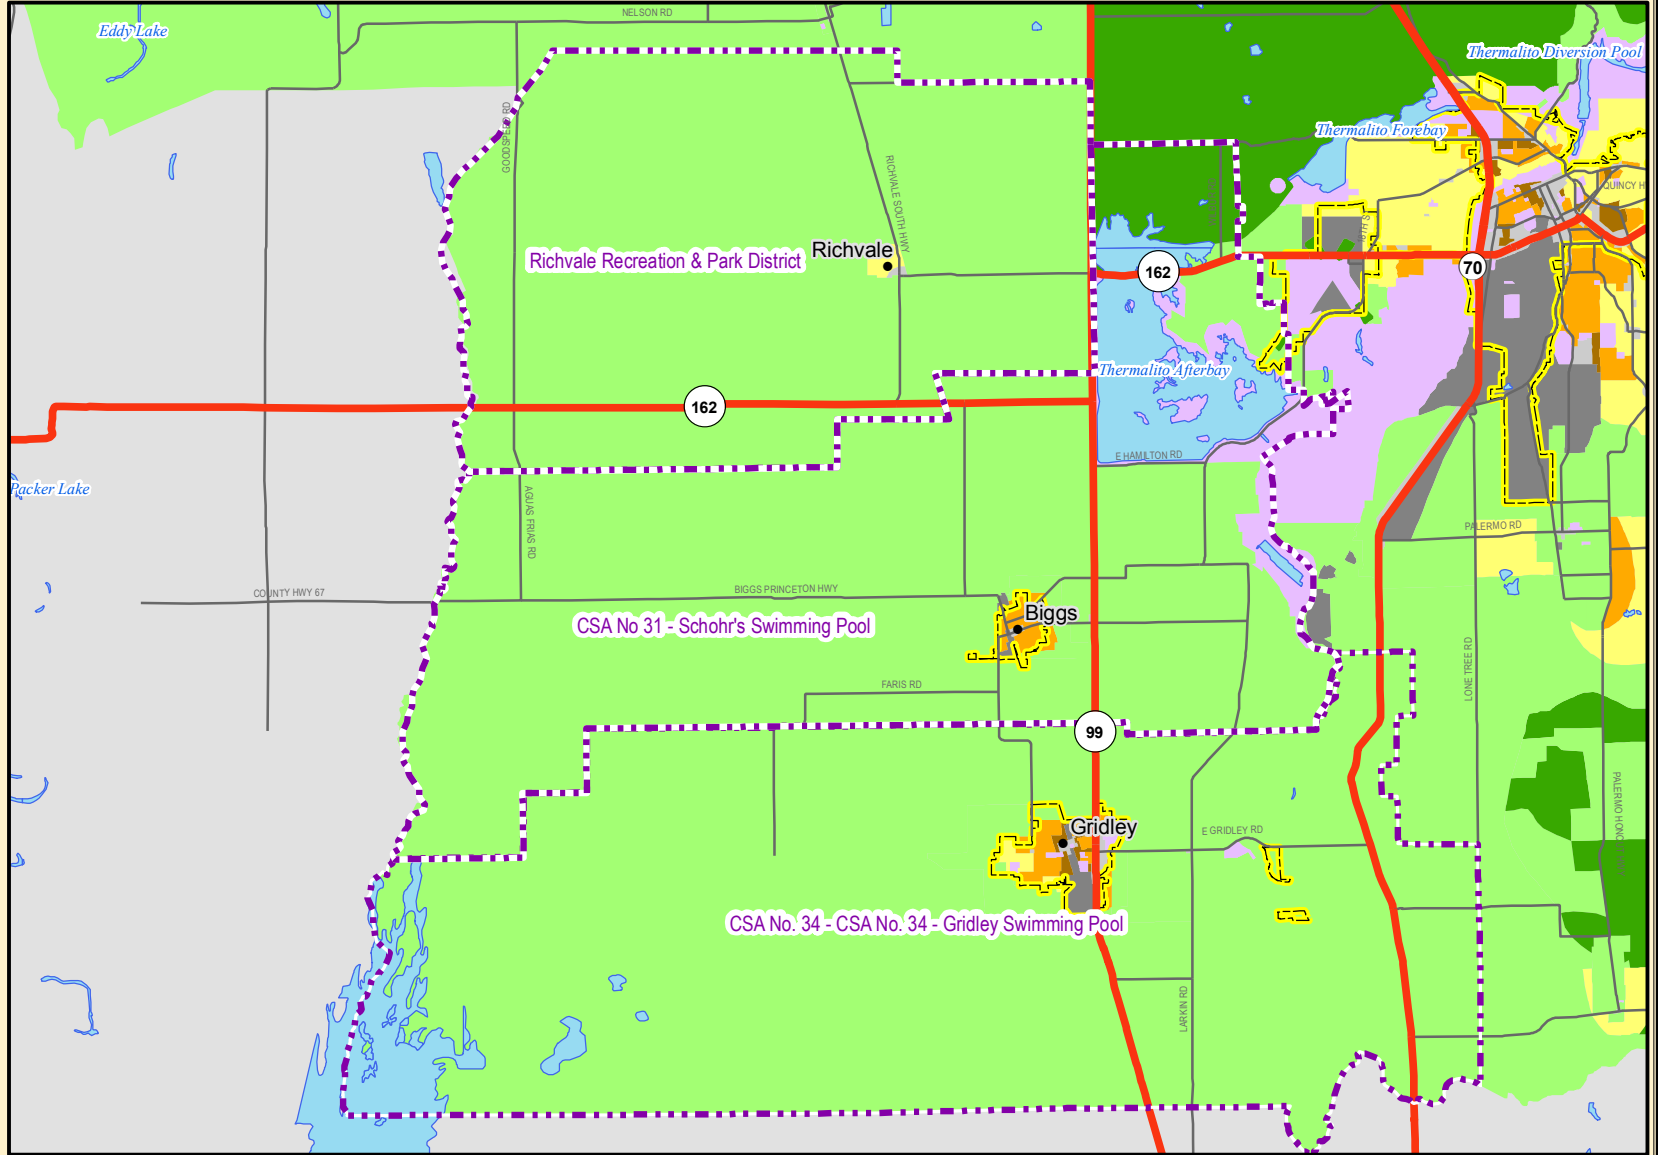 NELSON RD
Eddy Lake
Thermalito Diversion Pool
GOODSPEED RD
Thermalito Forebay
RICHVALE SOUTH HWY
QUINCY H
Richvale
Richvale Recreation & Park District
162
70
Thermalito Afterbay
162
E HAMILTON RD
Packer Lake
AGUAS FRIAS RD
PALERMO RD
BIGGS PRINCETON HWY
COUNTY HWY 67
Biggs
CSA No 31 - Schohr's Swimming Pool
LONE TREE RD
FARIS RD
99
PALERMO HONCUT HWY
Gridley
E GRIDLEY RD
CSA No. 34 - CSA No. 34 - Gridley Swimming Pool
LARKIN RD